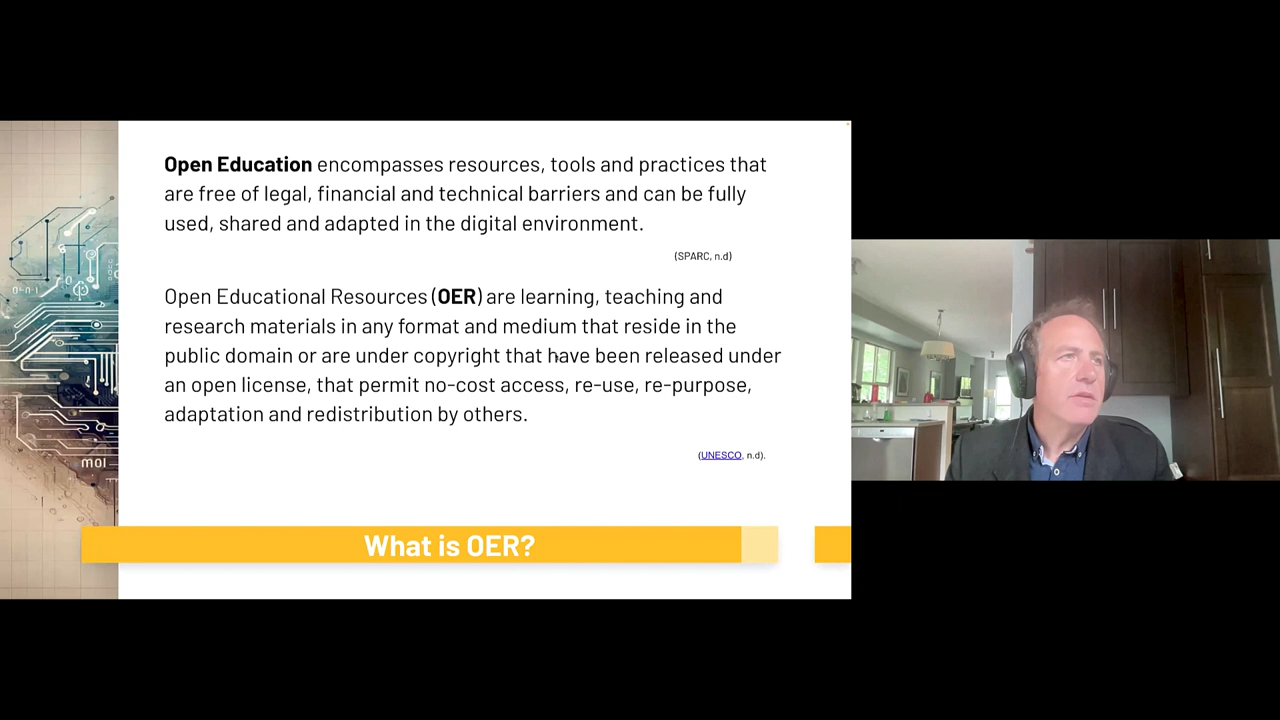 Open Education encompasses resources, tools and practices that
are free of legal, financial and technical barriers and can be fully
used, shared and adapted in the digital environment.
(SPARC, n.d)
Open Educational Resources (OER) are learning, teaching and
research materials in any format and medium that reside in the
public domain or are under copyright that have been released under
an open license, that permit no-cost access, re-use, re-purpose,
adaptation and redistribution by others.
(UNESCO, n.d).
moi
What is OER?